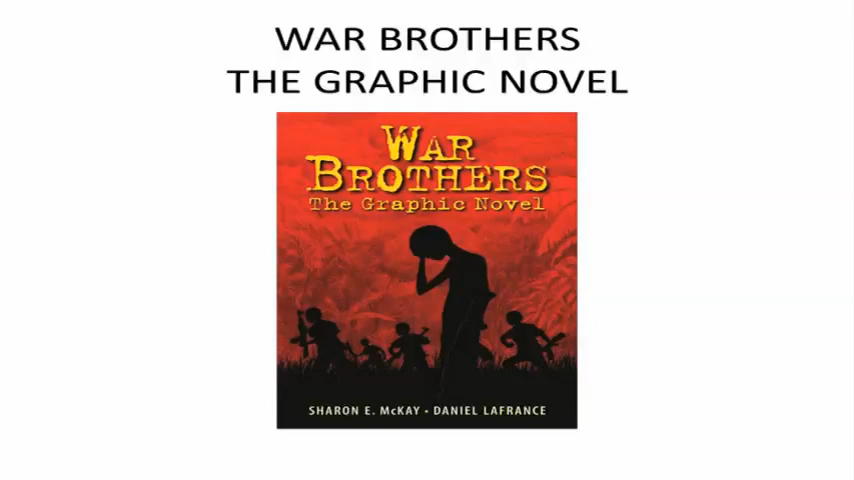 WAR BROTHERS
THE GRAPHIC NOVEL
WAR
BROTHERS
The Graphic Novel
SHARON E. McKAY • DANIEL LAFRANCE